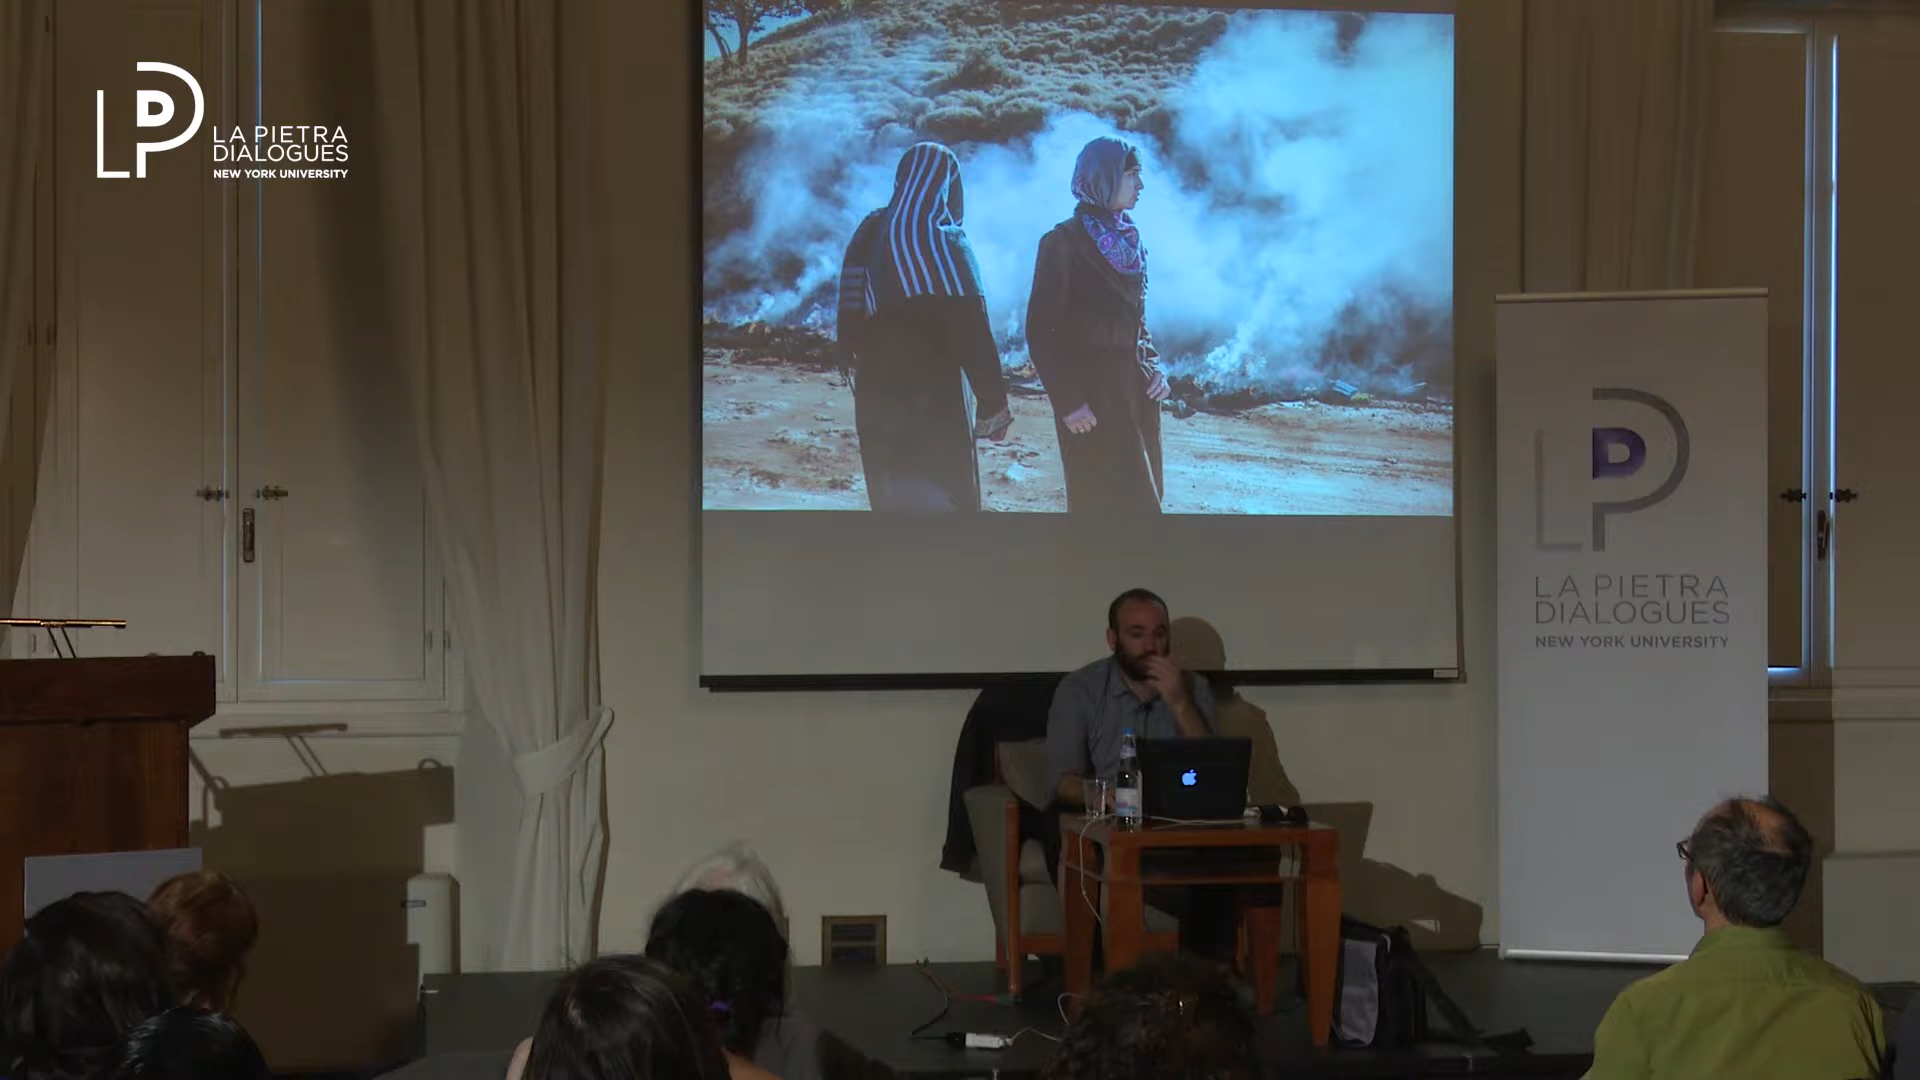 LP
LA PIETRA
DIALOGUES
NEW YORK UNIVERSITY
LP
LA PIETRA
DIALOGUES
NEW YORK UNIVERSITY